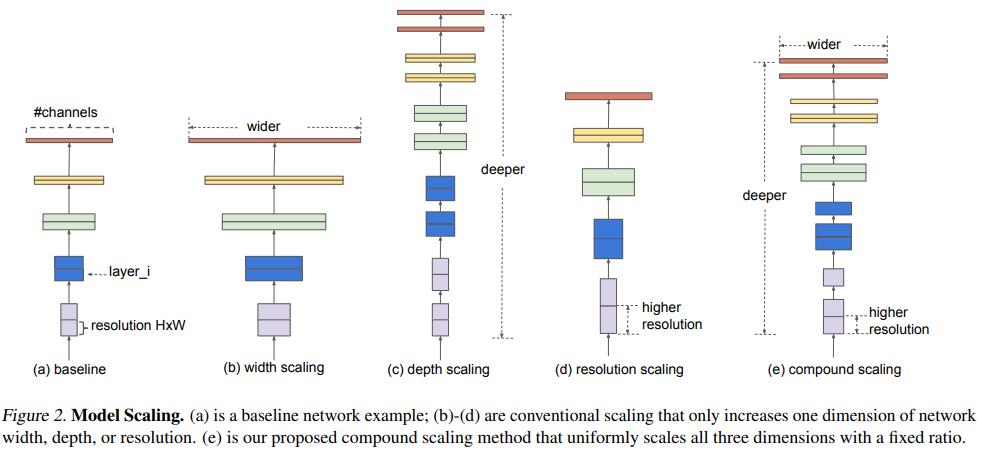 #channels
layer_i
resolution HxW
(a) baseline
wider
(b) width scaling
deeper
(c) depth scaling
higher
resolution
(d) resolution scaling
wider
deeper
higher
resolution
(e) compound scaling
Figure 2. Model Scaling. (a) is a baseline network example; (b)-(d) are conventional scaling that only increases one dimension of network
width, depth, or resolution. (e) is our proposed compound scaling method that uniformly scales all three dimensions with a fixed ratio.